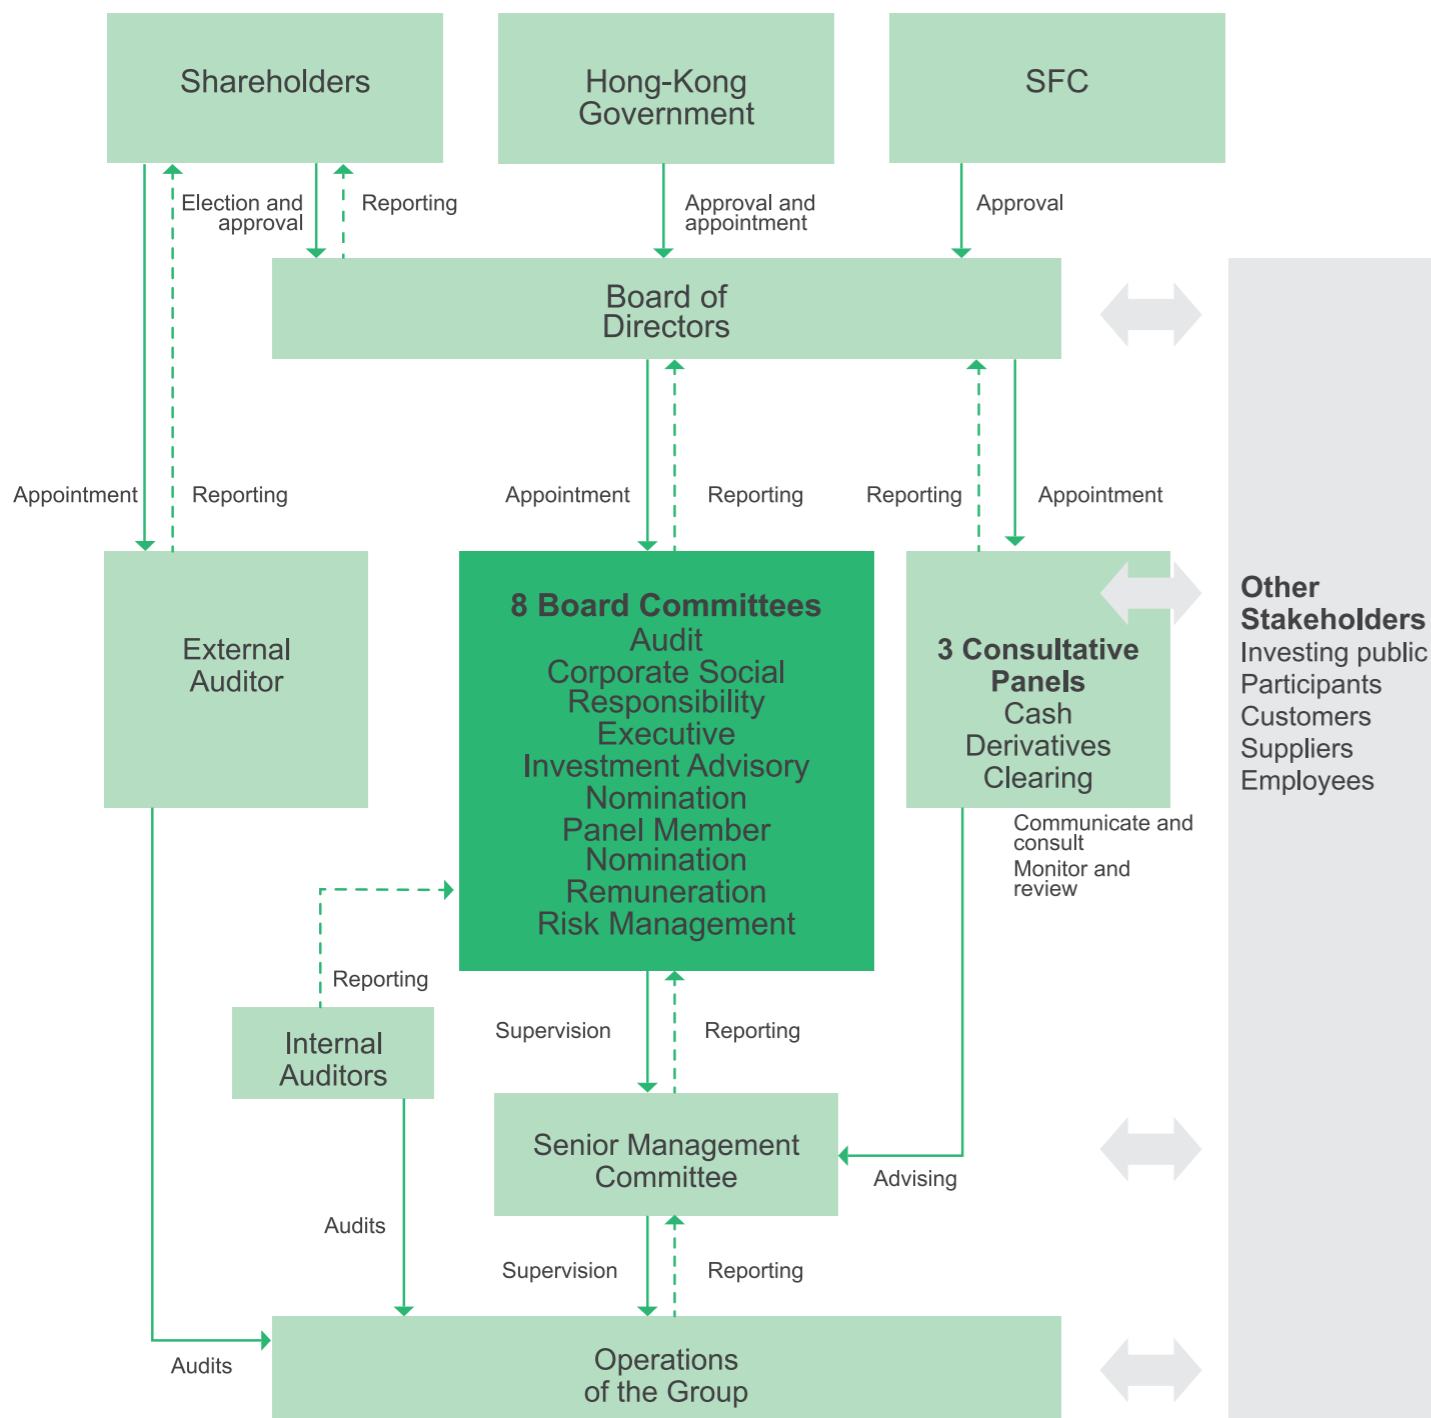 Shareholders
Hong-Kong
Government
SFC
Election and
approval
Reporting
Approval and
appointment
Approval
Board of
Directors
Appointment
Reporting
Appointment
Reporting
Reporting
Appointment
External
Auditor
8 Board Committees
Audit
Corporate Social
Responsibility
Executive
Investment Advisory
Nomination
Panel Member
Nomination
Remuneration
Risk Management
3 Consultative
Panels
Cash
Derivatives
Clearing
Other
Stakeholders
Investing public
Participants
Customers
Suppliers
Employees
Communicate and
consult
Monitor and
review
Reporting
Internal
Auditors
Supervision
Reporting
Senior Management
Committee
Advising
Audits
Supervision
Reporting
Audits
Operations
of the Group